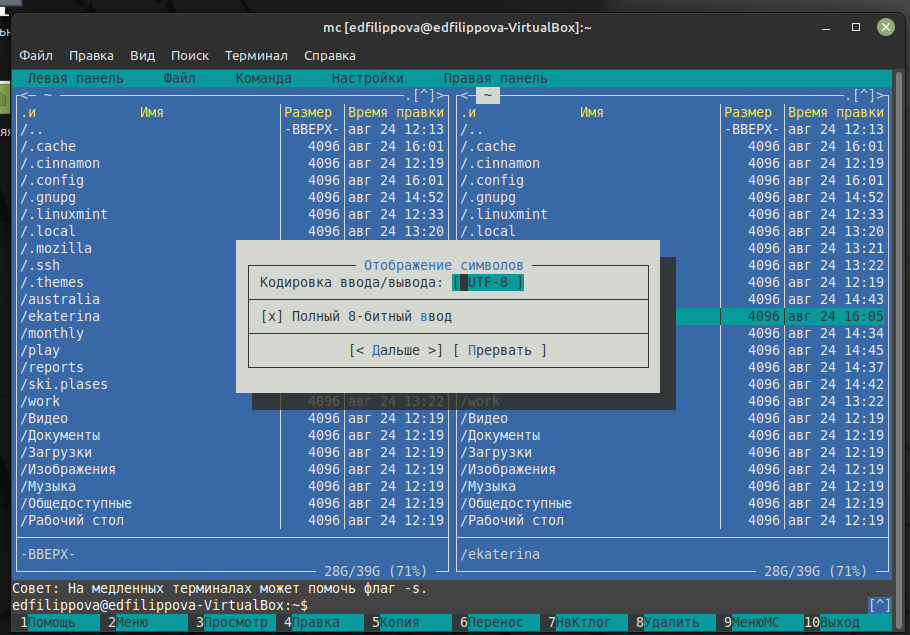 mc [edfilippova@edfilippova-VirtualBox]:~
Файл Правка Вид Поиск Терминал Справка
Левая панель Файл Команда Настройки Правая панель
<— ~ .[^]> <— ~ .[^]>
.и Имя Размер Время правки .и Имя Размер Время правки
/.. -ВВЕРХ- авг 24 12:13 /.. -ВВЕРХ- авг 24 12:13
/.cache 4096 авг 24 16:01 /.cache 4096 авг 24 16:01
/.cinnamon 4096 авг 24 12:19 /.cinnamon 4096 авг 24 12:19
/.config 4096 авг 24 16:01 /.config 4096 авг 24 16:01
/.gnupg 4096 авг 24 14:52 /.gnupg 4096 авг 24 14:52
/.linuxmint 4096 авг 24 12:33 /.linuxmint 4096 авг 24 12:33
/.local 4096 авг 24 13:20 /.local 4096 авг 24 13:20
/.mozilla 4096 авг 24 13:21
/.ssh Отображение символов 4096 авг 24 13:22
/.themes Кодировка ввода/вывода: [ UTF-8 ] 4096 авг 24 12:19
/australia 4096 авг 24 14:43
/ekaterina [x] Полный 8-битный ввод 4096 авг 24 16:05
/monthly 4096 авг 24 14:34
/play [< Дальше >] [ Прервать ] 4096 авг 24 14:45
/reports 4096 авг 24 14:37
/ski.plases 4096 авг 24 14:42
/work 4096 авг 24 13:22 /work 4096 авг 24 13:22
/Видео 4096 авг 24 12:19 /Видео 4096 авг 24 12:19
/Документы 4096 авг 24 12:19 /Документы 4096 авг 24 12:19
/Загрузки 4096 авг 24 12:19 /Загрузки 4096 авг 24 12:19
/Изображения 4096 авг 24 12:19 /Изображения 4096 авг 24 12:19
/Музыка 4096 авг 24 12:19 /Музыка 4096 авг 24 12:19
/Общедоступные 4096 авг 24 12:19 /Общедоступные 4096 авг 24 12:19
/Рабочий стол 4096 авг 24 12:19 /Рабочий стол 4096 авг 24 12:19
-ВВЕРХ- /ekaterina
28G/39G (71%) 28G/39G (71%)
Совет: На медленных терминалах может помочь флаг -s.
edfilippova@edfilippova-VirtualBox:~$ [^]
1Помощь 2Меню 3Просмотр 4Правка 5Копия 6Перенос 7НвКтлог 8Удалить 9МенюМС 10Выход